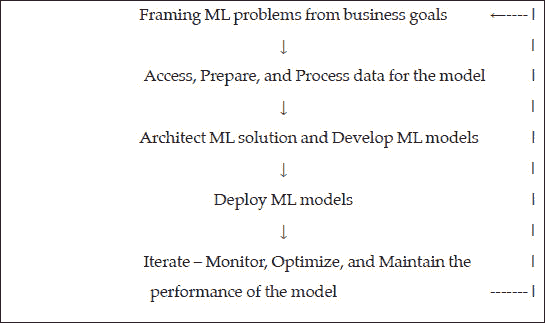 Framing ML problems from business goals ←---- |
↓ |
Access, Prepare, and Process data for the model |
↓ |
Architect ML solution and Develop ML models |
↓ |
Deploy ML models |
↓ |
Iterate – Monitor, Optimize, and Maintain the |
performance of the model ------- |